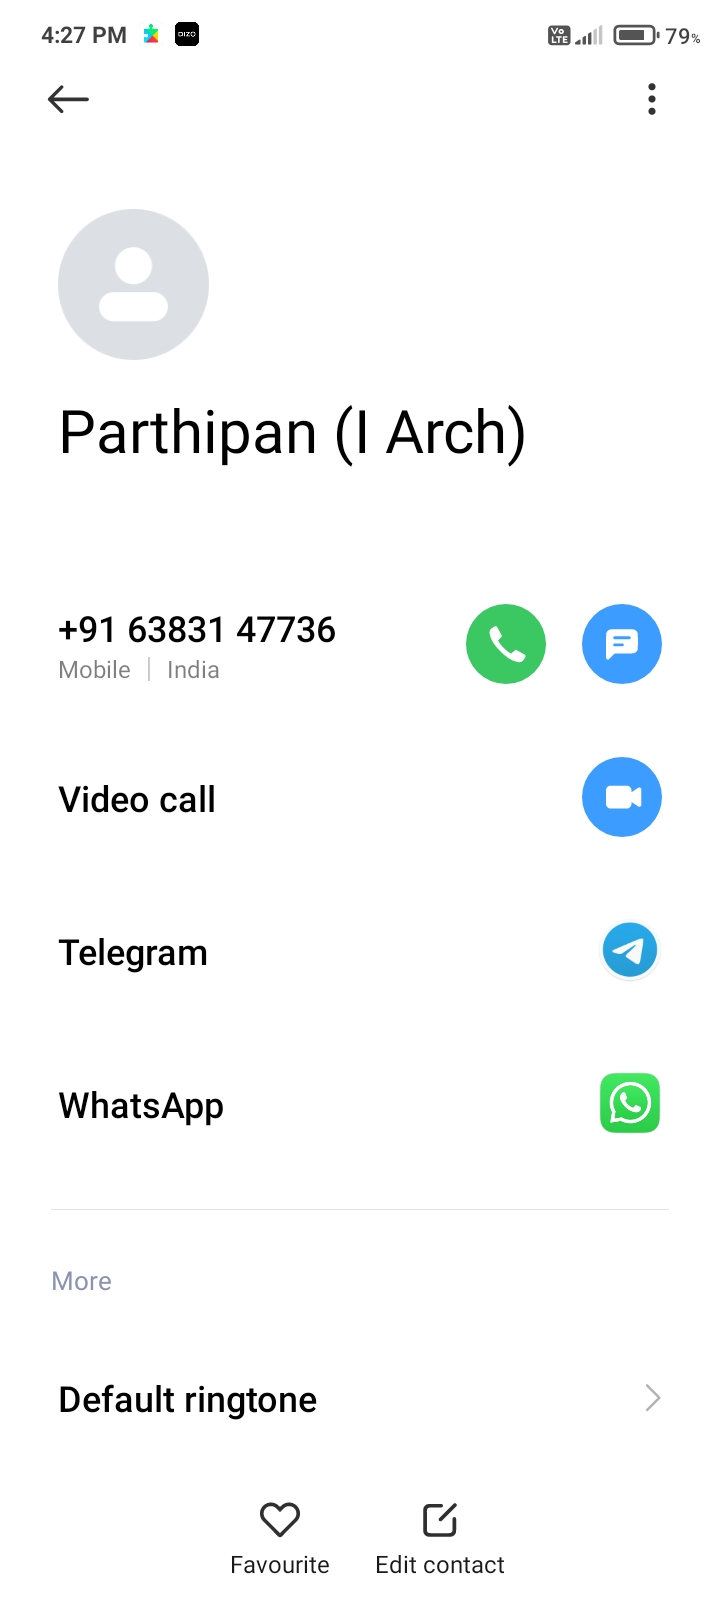 4:27 PM DIZO Vo LTE 79%
Parthipan (I Arch)
+91 63831 47736
Mobile | India
Video call
Telegram
WhatsApp
More
Default ringtone
Favourite Edit contact